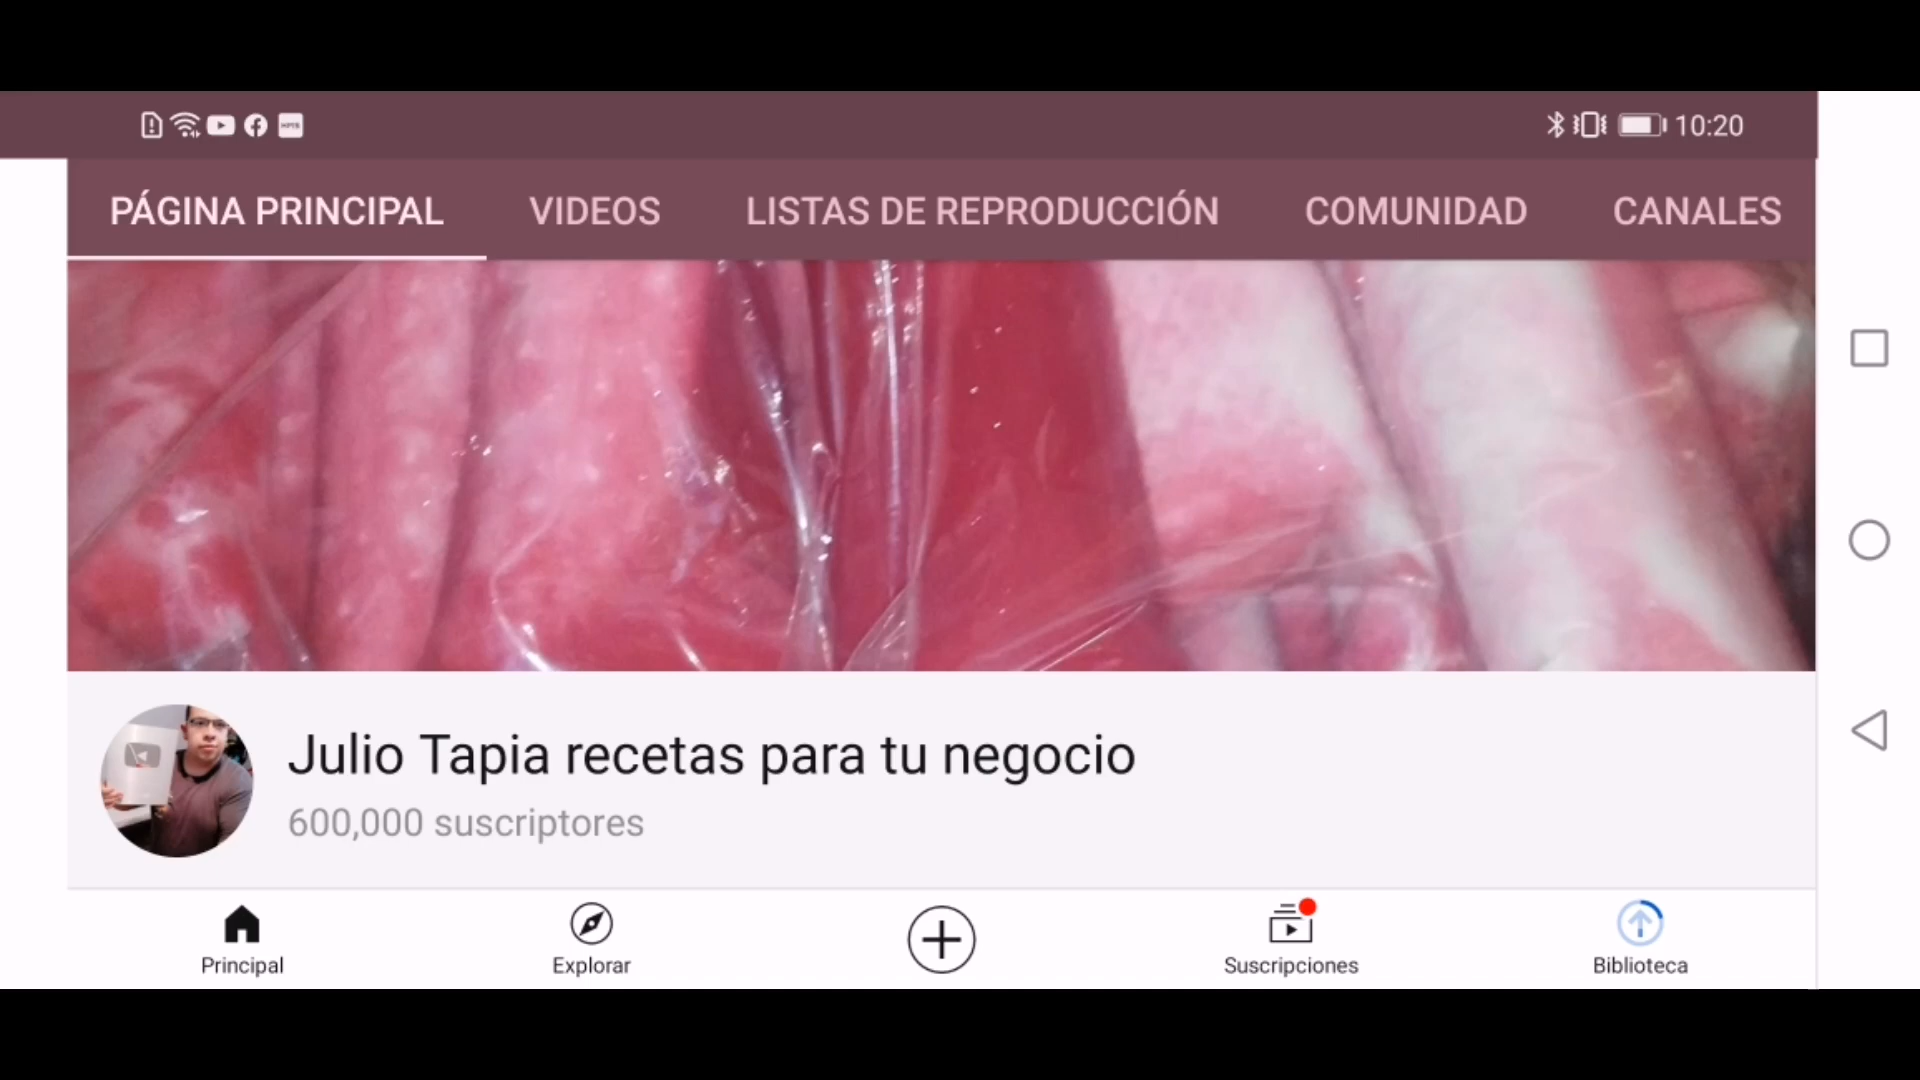 10:20
PÁGINA PRINCIPAL VIDEOS LISTAS DE REPRODUCCIÓN COMUNIDAD CANALES
Julio Tapia recetas para tu negocio
600,000 suscriptores
Principal Explorar Suscripciones Biblioteca